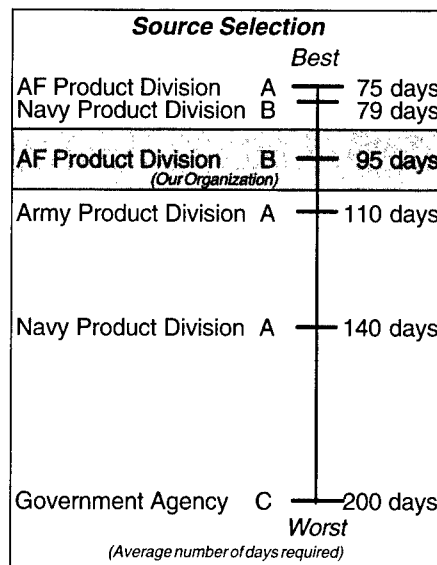 Source Selection
Best
AF Product Division A 75 days
Navy Product Division B 79 days
AF Product Division B 95 days
(Our Organization)
Army Product Division A 110 days
Navy Product Division A 140 days
Government Agency C 200 days
Worst
(Average number of days required)